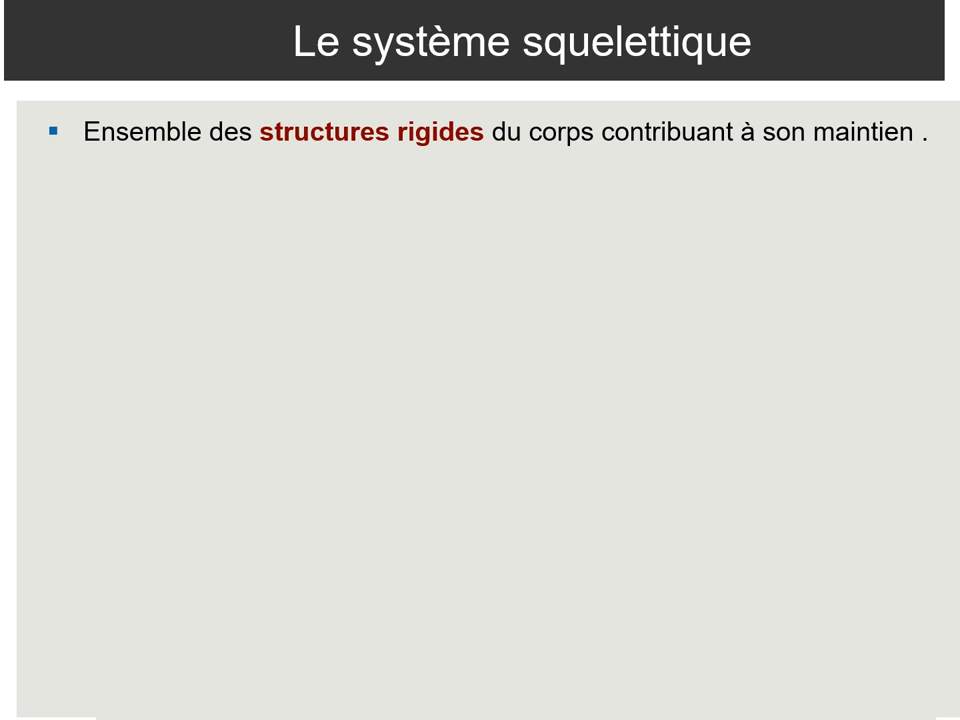 Le système squelettique
▪ Ensemble des structures rigides du corps contribuant à son maintien .